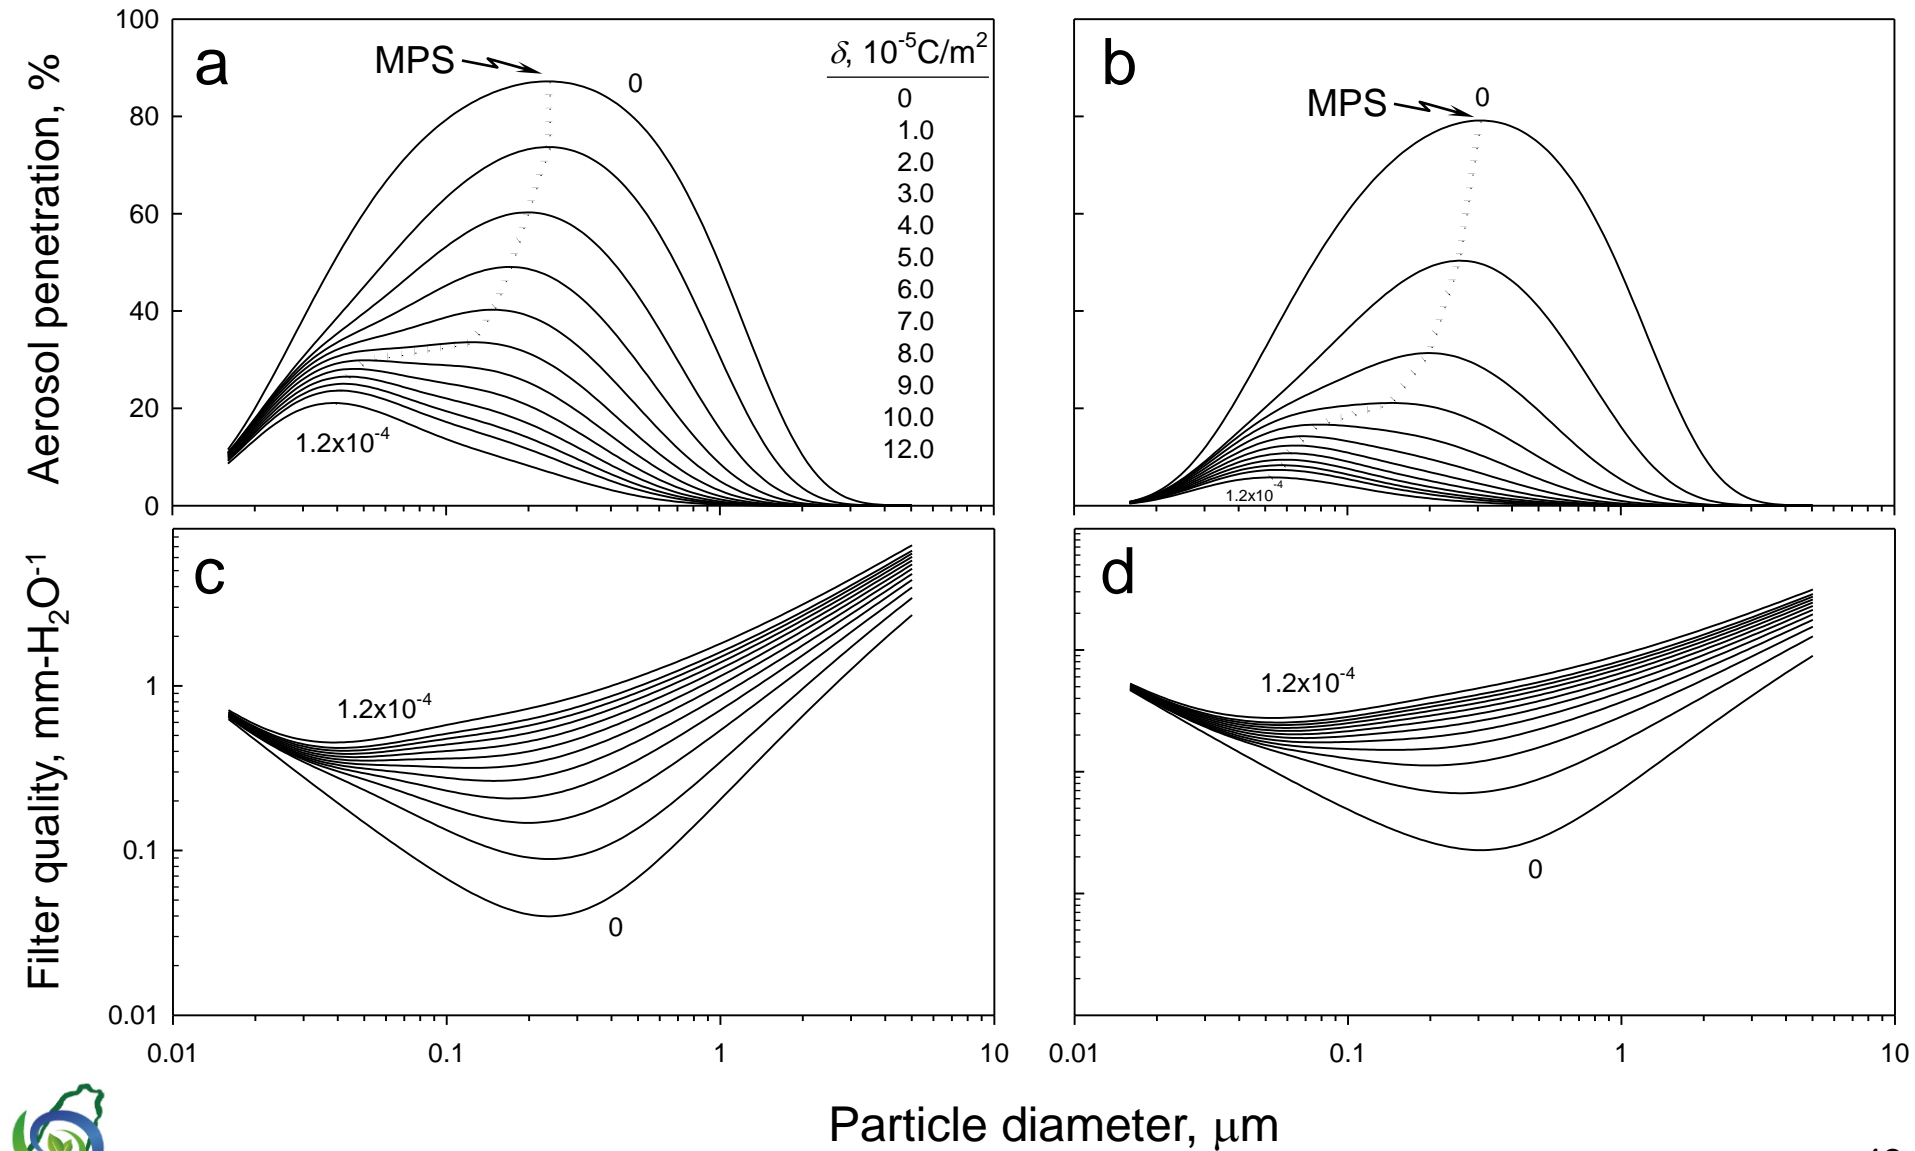 Aerosol penetration, %
100
80
60
40
20
0
a
MPS
0
δ, 10⁻⁵C/m²
0
1.0
2.0
3.0
4.0
5.0
6.0
7.0
8.0
9.0
10.0
12.0
1.2x10⁻⁴
b
MPS
0
1.2x10⁻⁴
Filter quality, mm-H₂O⁻¹
1
0.1
0.01
c
1.2x10⁻⁴
0
0.01 0.1 1 10
d
1.2x10⁻⁴
0
0.01 0.1 1 10
Particle diameter, μm